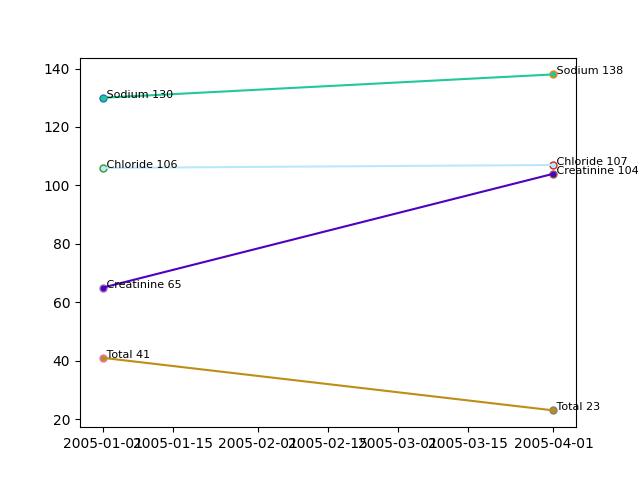 140
Sodium 138
120
Sodium 130
Chloride 106
Chloride 107
Creatinine 104
100
80
Creatinine 65
60
Total 41
40
Total 23
20
2005-01-01 2005-01-15 2005-02-01 2005-02-15 2005-03-01 2005-03-15 2005-04-01